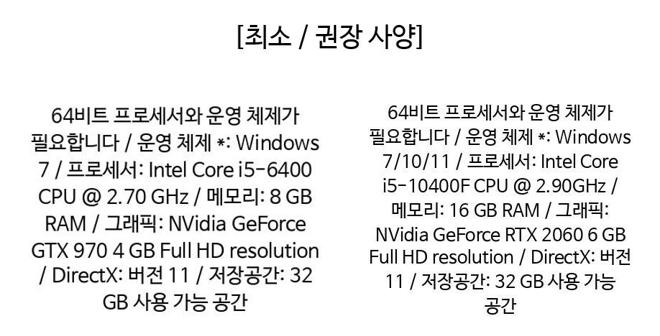 [최소 / 권장 사양]
64비트 프로세서와 운영 체제가
필요합니다 / 운영 체제 *: Windows
7 / 프로세서: Intel Core i5-6400
CPU @ 2.70 GHz / 메모리: 8 GB
RAM / 그래픽: NVidia GeForce
GTX 970 4 GB Full HD resolution
/ DirectX: 버전 11 / 저장공간: 32
GB 사용 가능 공간
64비트 프로세서와 운영 체제가
필요합니다 / 운영 체제 *: Windows
7/10/11 / 프로세서: Intel Core
i5-10400F CPU @ 2.90GHz /
메모리: 16 GB RAM / 그래픽:
NVidia GeForce RTX 2060 6 GB
Full HD resolution / DirectX: 버전
11 / 저장공간: 32 GB 사용 가능
공간